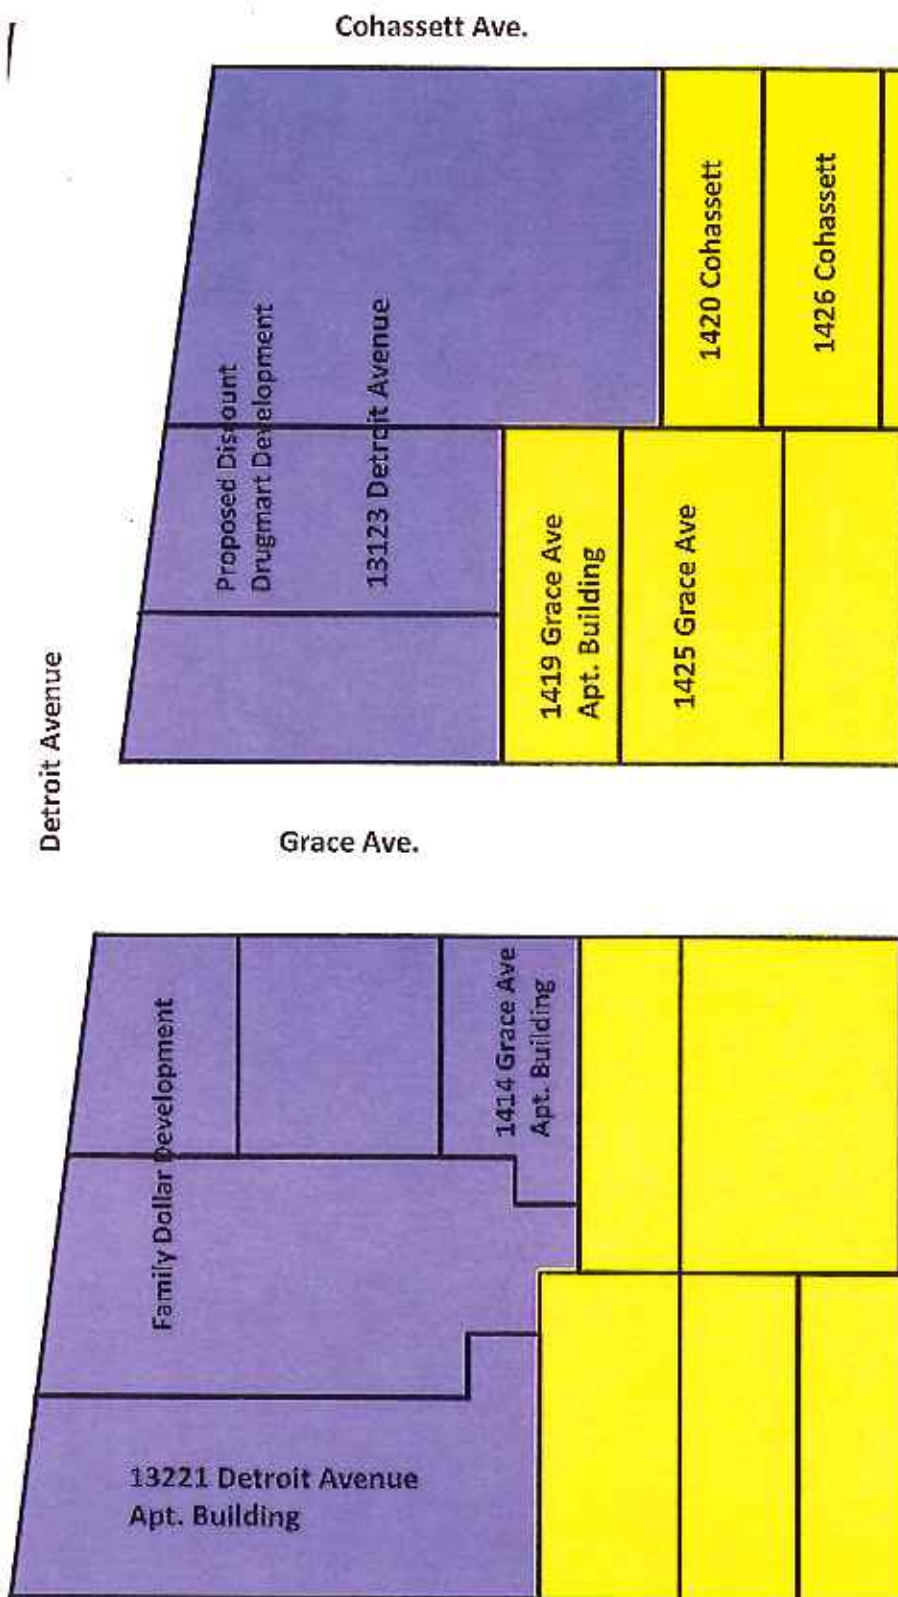 Cohassett Ave.
1420 Cohassett
1426 Cohassett
Proposed Discount
Drugmart Development
13123 Detroit Avenue
1419 Grace Ave
Apt. Building
1425 Grace Ave
Detroit Avenue
Grace Ave.
Family Dollar Development
1414 Grace Ave
Apt. Building
13221 Detroit Avenue
Apt. Building